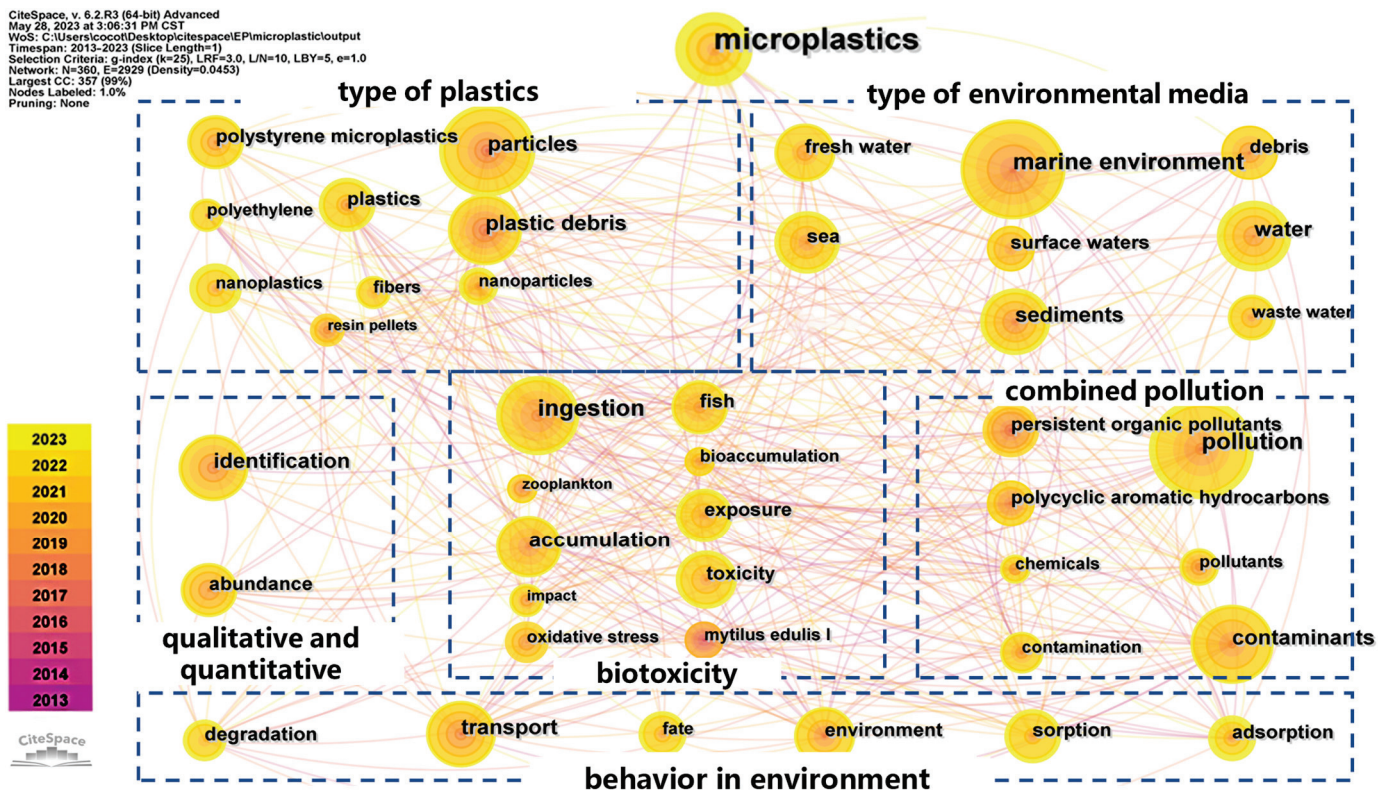 CiteSpace, v. 6.2.R3 (64-bit) Advanced
May 28, 2023 at 3:06:31 PM CST
WoS: C:\Users\cocot\Desktop\citespace\EP\microplastic\output
Timespan: 2013-2023 (Slice Length=1)
Selection Criteria: g-index (k=25), LRF=3.0, L/N=10, LBY=5, e=1.0
Network: N=360, E=2929 (Density=0.0453)
Largest CC: 357 (99%)
Nodes Labeled: 1.0%
Pruning: None
microplastics
type of plastics
polystyrene microplastics
particles
polyethylene
plastics
plastic debris
nanoplastics
fibers
nanoparticles
resin pellets
type of environmental media
fresh water
marine environment
debris
sea
surface waters
water
sediments
waste water
identification
abundance
qualitative and
quantitative
ingestion
fish
bioaccumulation
zooplankton
exposure
accumulation
toxicity
impact
oxidative stress
mytilus edulis l
biotoxicity
combined pollution
persistent organic pollutants
pollution
polycyclic aromatic hydrocarbons
chemicals
pollutants
contamination
contaminants
degradation
transport
fate
environment
sorption
adsorption
behavior in environment
2023
2022
2021
2020
2019
2018
2017
2016
2015
2014
2013
CiteSpace